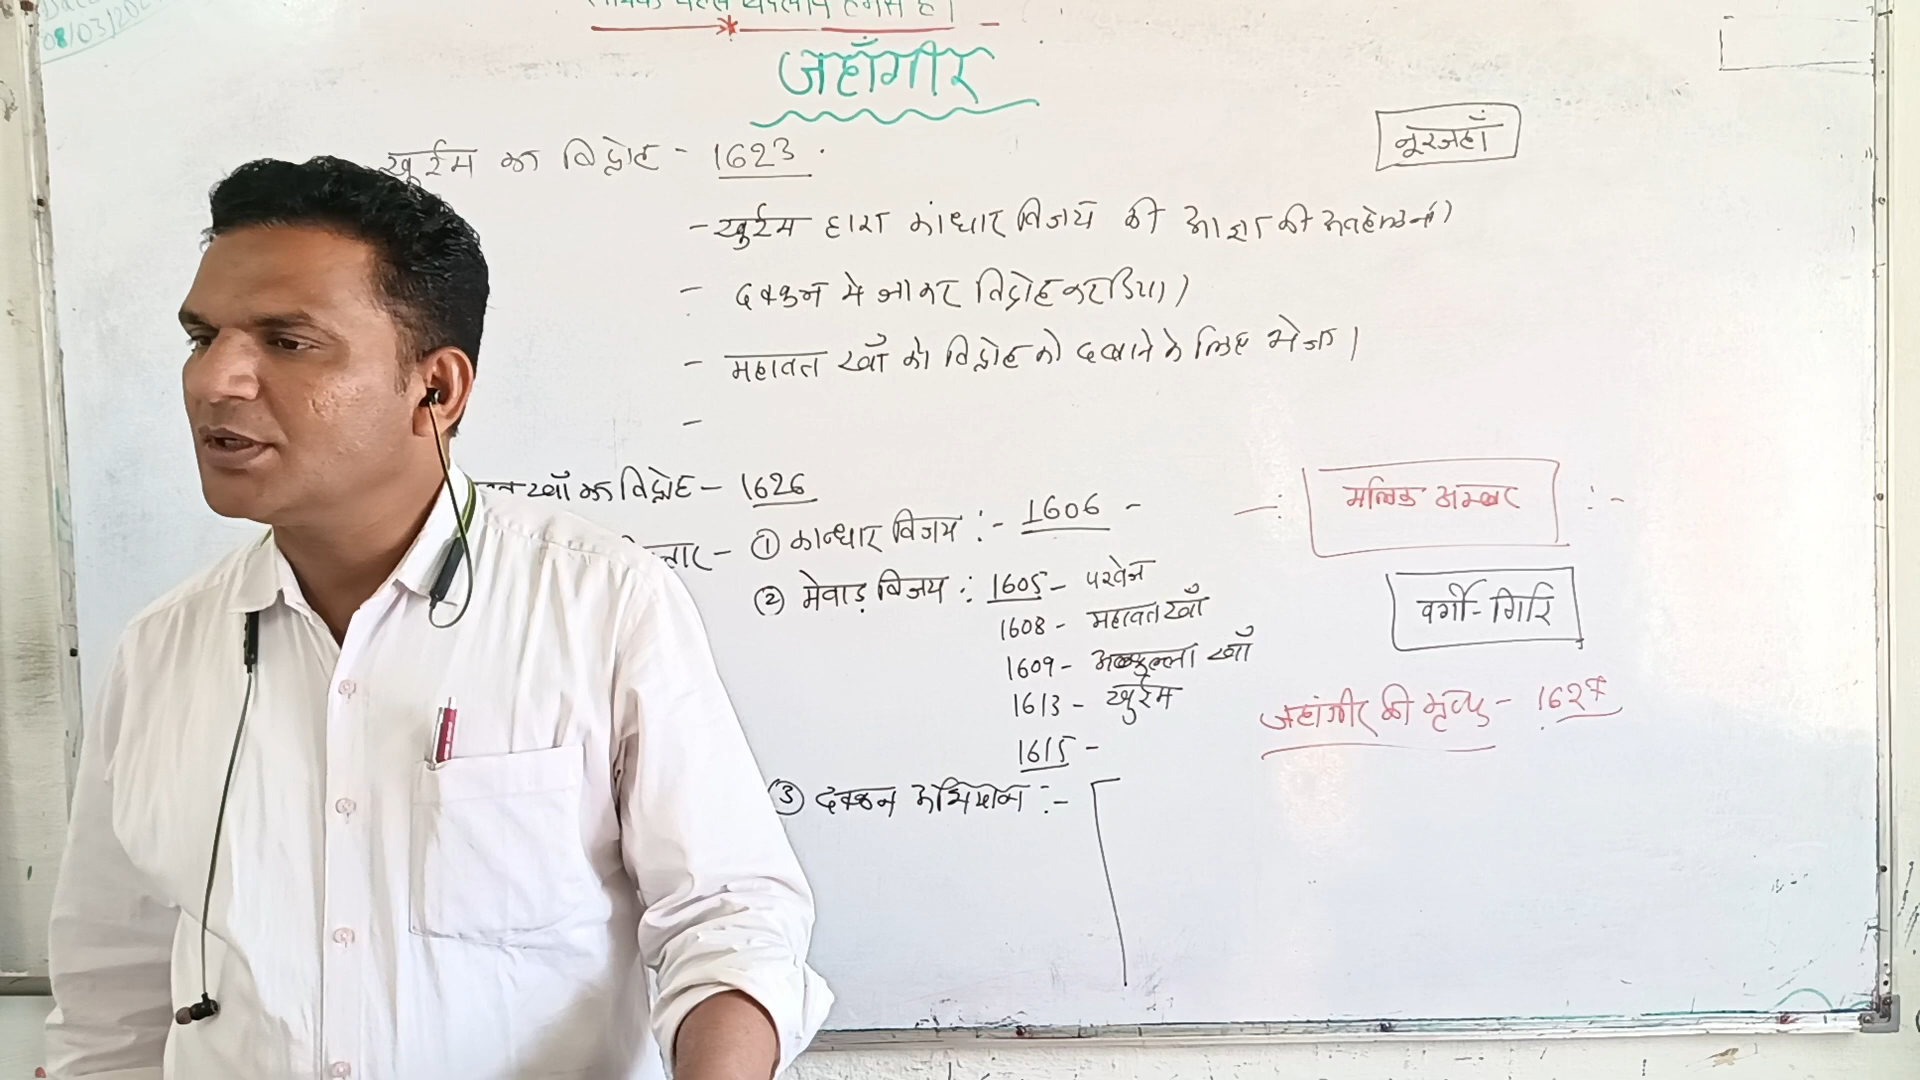 08/03/202
जहाँगीर
खुर्रम का विद्रोह - 1623.
नूरजहाँ
- खुर्रम द्वारा कांधार विजय की आज्ञा की अवहेलना।
- दक्कन मे जाकर विद्रोह कर दिया।
- महावत खाँ को विद्रोह को दबाने के लिए भेजा।
-
खाँ का विद्रोह - 1626
तार - ① कान्धार विजय :- 1606 -
② मेवाड़ विजय :- 1605 - परवेज
1608 - महावत खाँ
1609 - अब्दुल्ला खाँ
1613 - खुर्रम
1615 -
③ दक्कन अभियान :-
-: मलिक अम्बर :-
वर्गी-गिरि
जहांगीर की मृत्यु - 1627